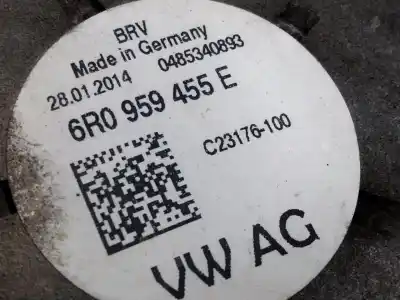 BRV
Made in Germany
28.01.2014 0485340893
6R0 959 455 E
C23176-100
VW AG